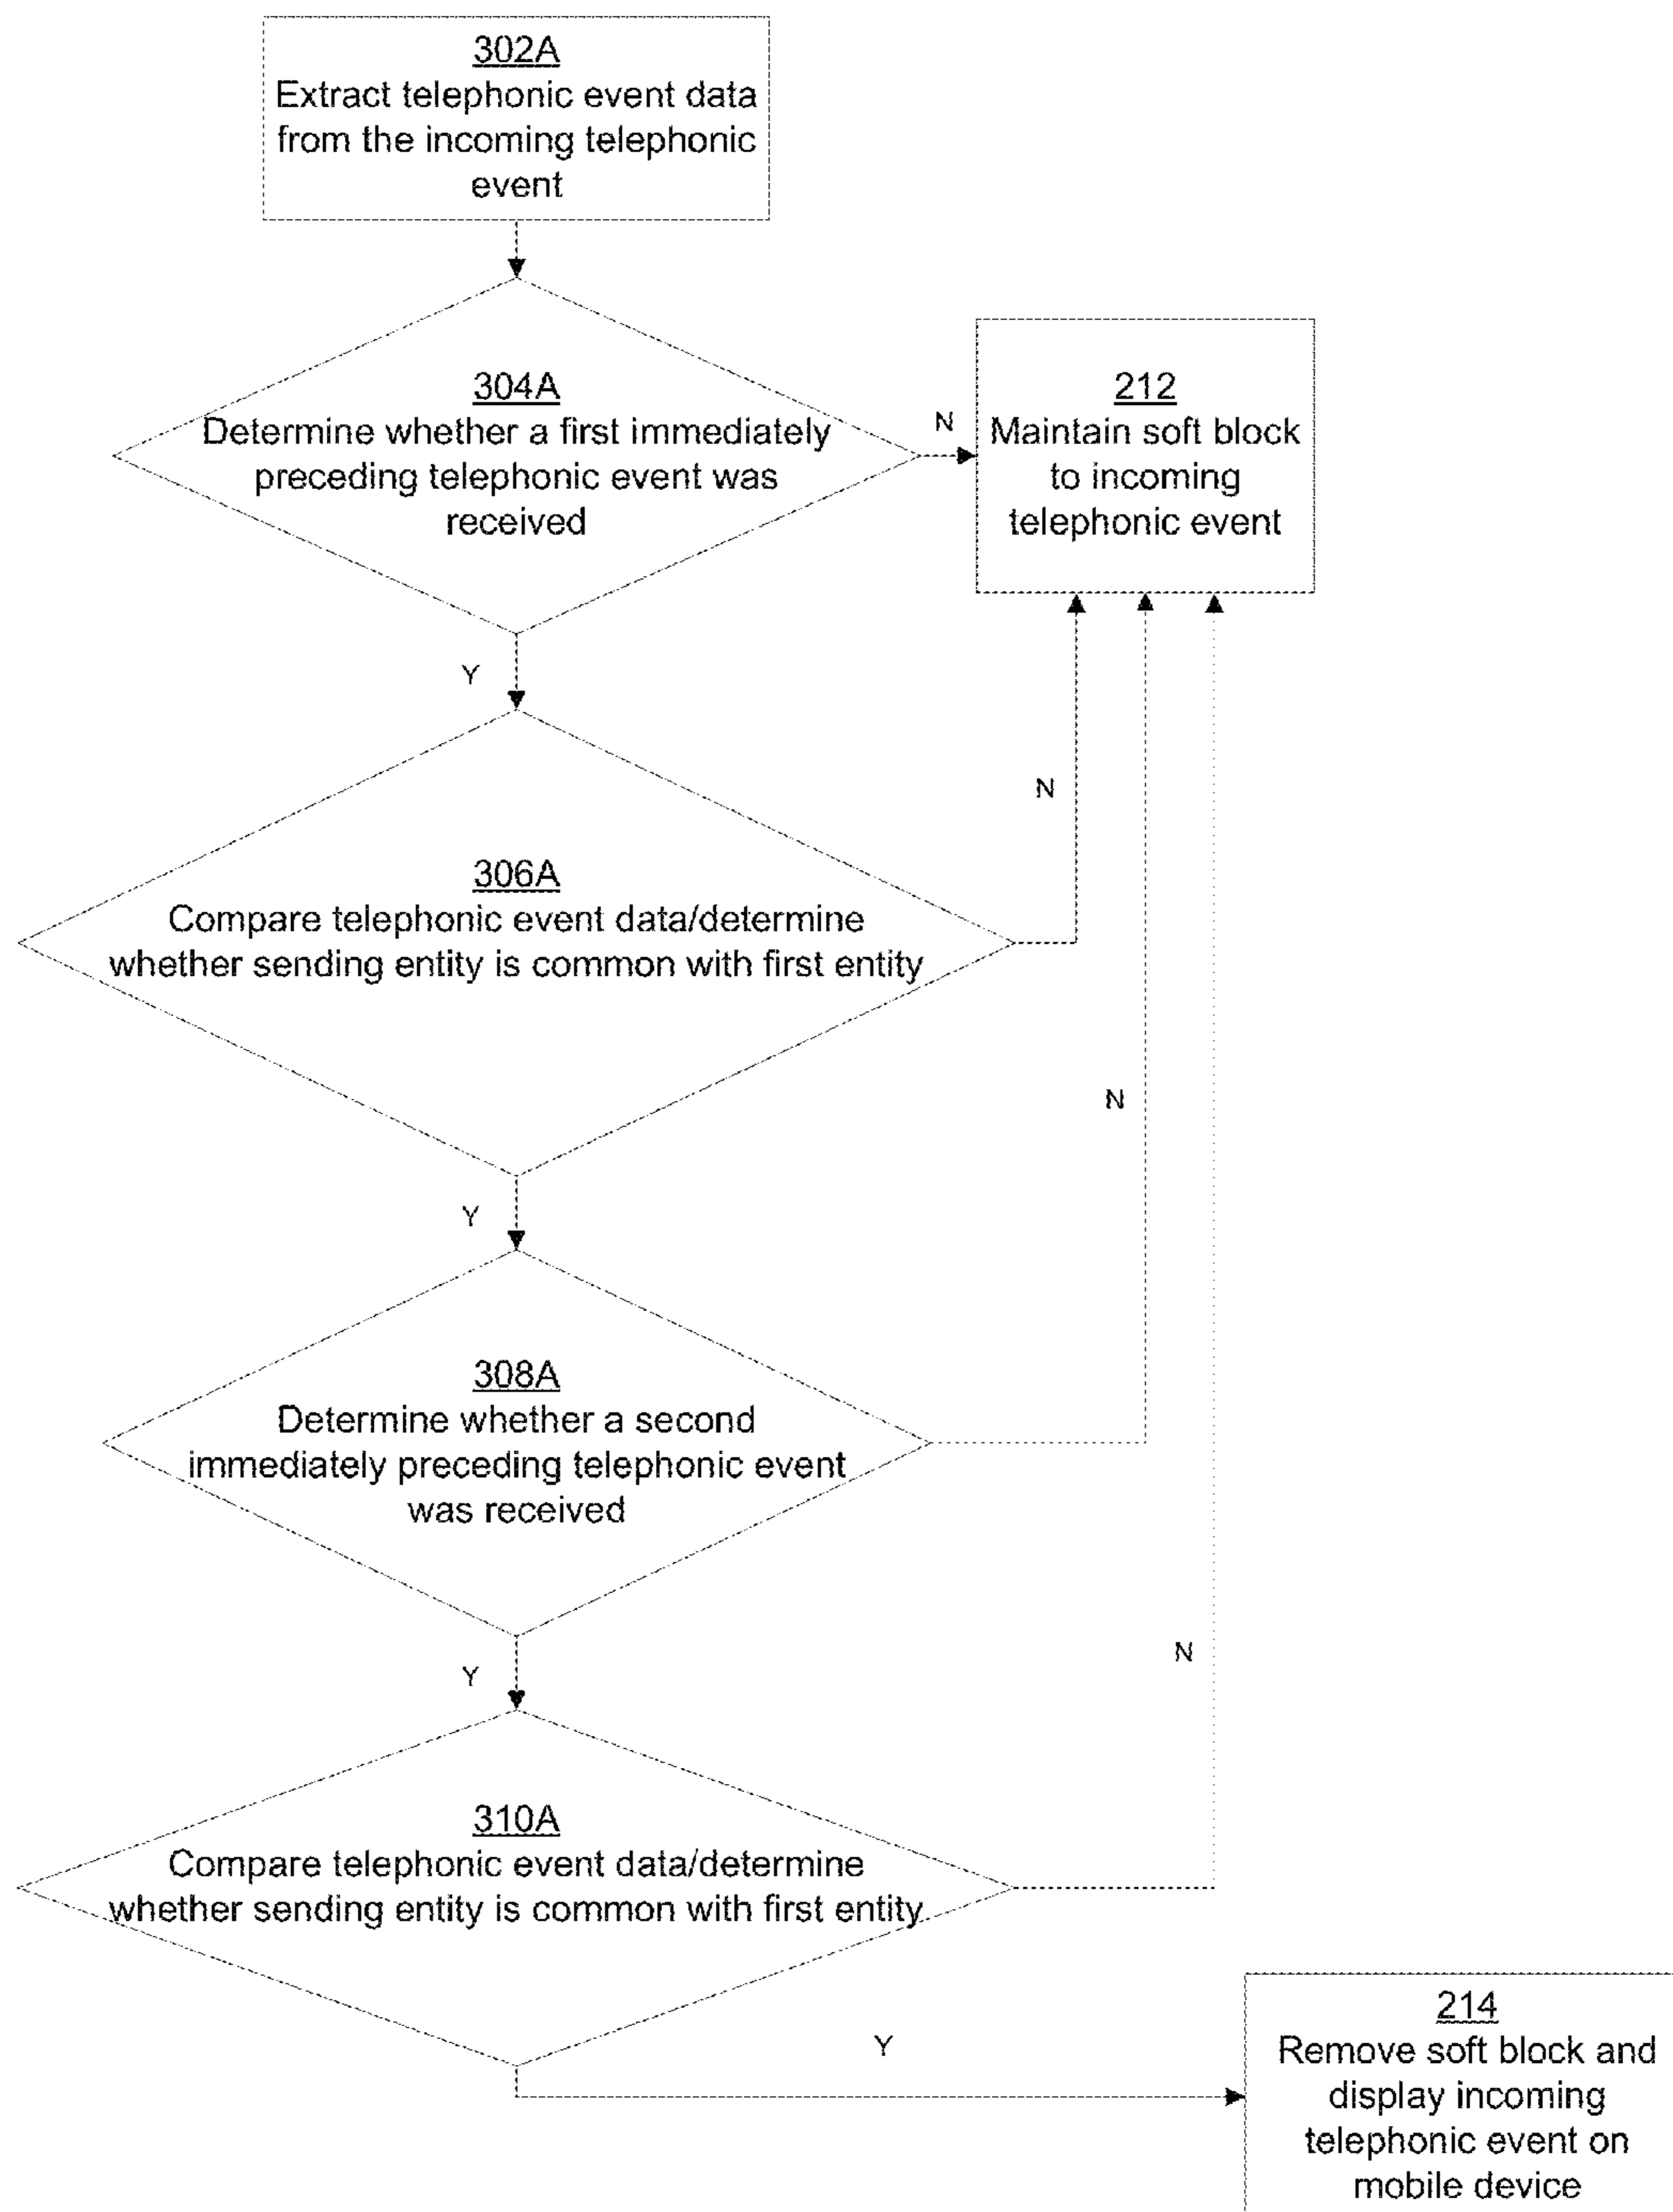 302A
Extract telephonic event data
from the incoming telephonic
event
304A
Determine whether a first immediately
preceding telephonic event was
received
N
212
Maintain soft block
to incoming
telephonic event
Y
N
306A
Compare telephonic event data/determine
whether sending entity is common with first entity
N
Y
308A
Determine whether a second
immediately preceding telephonic event
was received
N
Y
310A
Compare telephonic event data/determine
whether sending entity is common with first entity
Y
214
Remove soft block and
display incoming
telephonic event on
mobile device